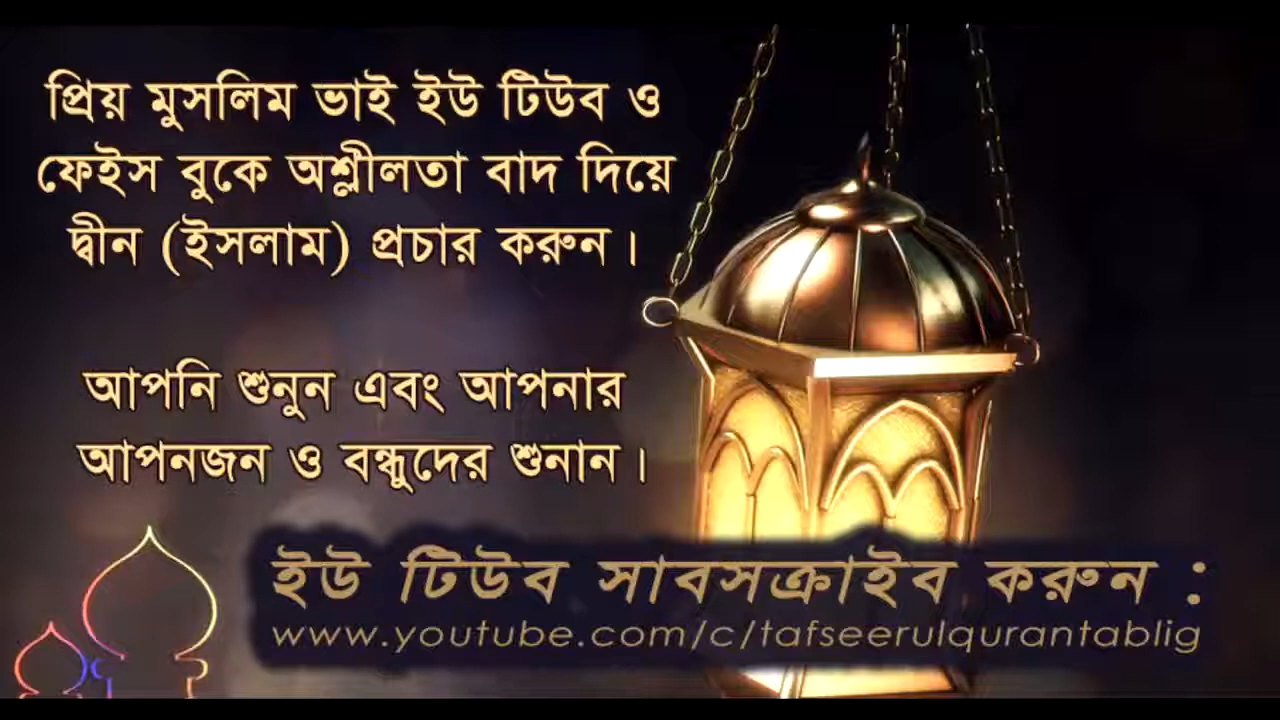 প্রিয় মুসলিম ভাই ইউ টিউব ও
ফেইস বুকে অশ্লীলতা বাদ দিয়ে
দ্বীন (ইসলাম) প্রচার করুন।
আপনি শুনুন এবং আপনার
আপনজন ও বন্ধুদের শুনান।
ইউ টিউব সাবসক্রাইব করুন :
www.youtube.com/c/tafseerulqurantablig